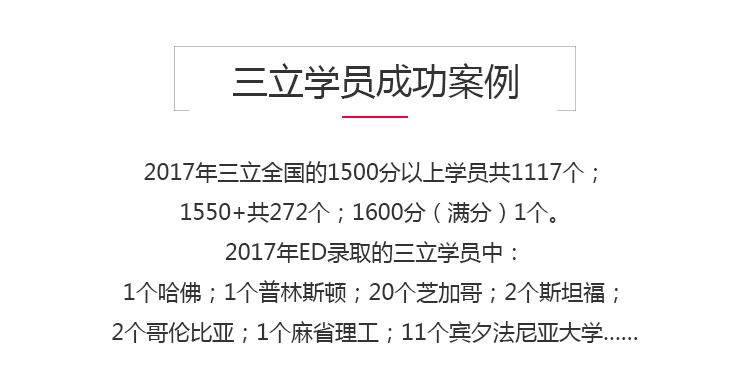 三立学员成功案例
2017年三立全国的1500分以上学员共1117个；
1550+共272个；1600分（满分）1个。
2017年ED录取的三立学员中：
1个哈佛；1个普林斯顿；20个芝加哥；2个斯坦福；
2个哥伦比亚；1个麻省理工；11个宾夕法尼亚大学......